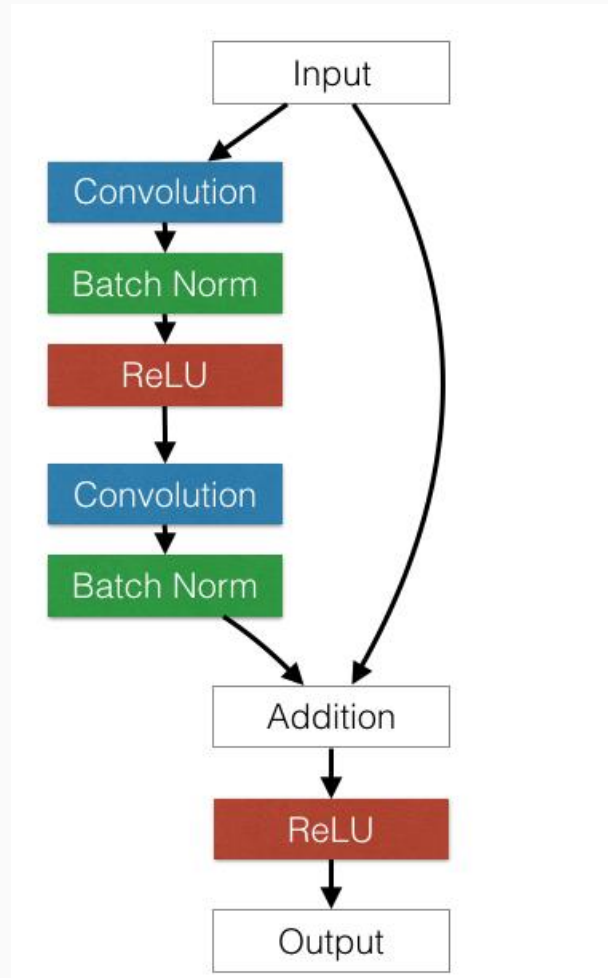 Input
Convolution
Batch Norm
ReLU
Convolution
Batch Norm
Addition
ReLU
Output